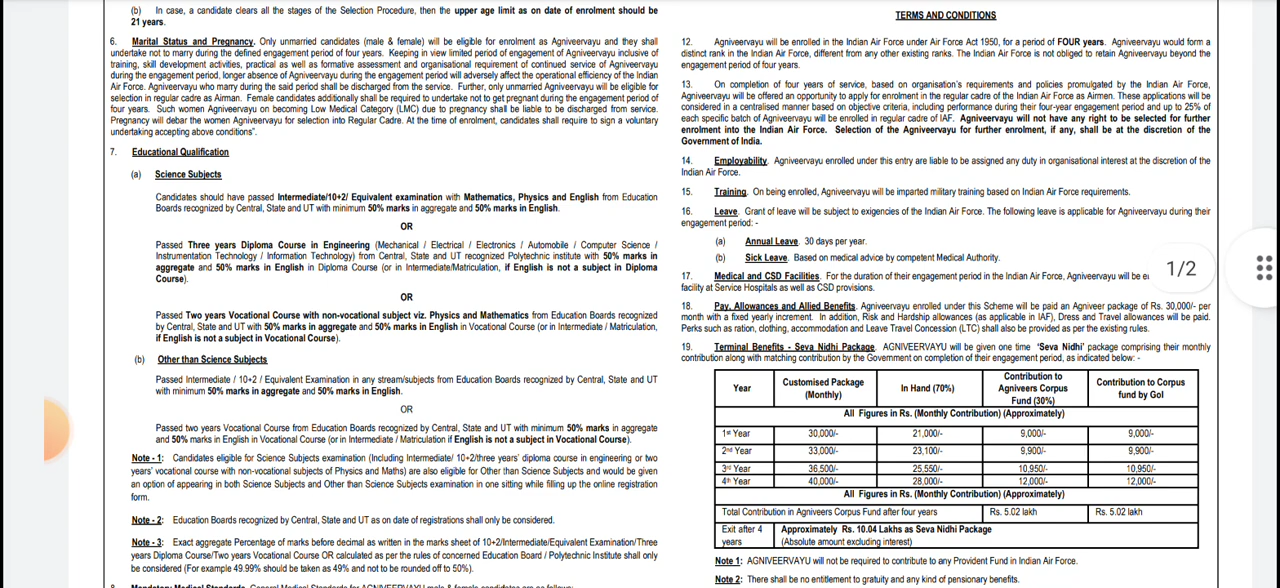 (b) In case, a candidate clears all the stages of the Selection Procedure, then the upper age limit as on date of enrolment should be
21 years.
6. Marital Status and Pregnancy. Only unmarried candidates (male & female) will be eligible for enrolment as Agniveervayu and they shall
undertake not to marry during the defined engagement period of four years. Keeping in view limited period of engagement of Agniveervayu inclusive of
training, skill development activities, practical as well as formative assessment and organisational requirement of continued service of Agniveervayu
during the engagement period, longer absence of Agniveervayu during the engagement period will adversely affect the operational efficiency of the Indian
Air Force. Agniveervayu who marry during the said period shall be discharged from the service. Further, only unmarried Agniveervayu will be eligible for
selection in regular cadre as Airman. Female candidates additionally shall be required to undertake not to get pregnant during the engagement period of
four years. Such women Agniveervayu on becoming Low Medical Category (LMC) due to pregnancy shall be liable to be discharged from service.
Pregnancy will debar the women Agniveervayu for selection into Regular Cadre. At the time of enrolment, candidates shall require to sign a voluntary
undertaking accepting above conditions".
7. Educational Qualification
(a) Science Subjects
Candidates should have passed Intermediate/10+2/ Equivalent examination with Mathematics, Physics and English from Education
Boards recognized by Central, State and UT with minimum 50% marks in aggregate and 50% marks in English.
OR
Passed Three years Diploma Course in Engineering (Mechanical / Electrical / Electronics / Automobile / Computer Science /
Instrumentation Technology / Information Technology) from Central, State and UT recognized Polytechnic institute with 50% marks in
aggregate and 50% marks in English in Diploma Course (or in Intermediate/Matriculation, if English is not a subject in Diploma
Course).
OR
Passed Two years Vocational Course with non-vocational subject viz. Physics and Mathematics from Education Boards recognized
by Central, State and UT with 50% marks in aggregate and 50% marks in English in Vocational Course (or in Intermediate / Matriculation,
if English is not a subject in Vocational Course).
(b) Other than Science Subjects
Passed Intermediate / 10+2 / Equivalent Examination in any stream/subjects from Education Boards recognized by Central, State and UT
with minimum 50% marks in aggregate and 50% marks in English.
OR
Passed two years Vocational Course from Education Boards recognized by Central, State and UT with minimum 50% marks in aggregate
and 50% marks in English in Vocational Course (or in Intermediate / Matriculation if English is not a subject in Vocational Course).
Note - 1: Candidates eligible for Science Subjects examination (Including Intermediate/ 10+2/three years' diploma course in engineering or two
years' vocational course with non-vocational subjects of Physics and Maths) are also eligible for Other than Science Subjects and would be given
an option of appearing in both Science Subjects and Other than Science Subjects examination in one sitting while filling up the online registration
form.
Note - 2: Education Boards recognized by Central, State and UT as on date of registrations shall only be considered.
Note - 3: Exact aggregate Percentage of marks before decimal as written in the marks sheet of 10+2/Intermediate/Equivalent Examination/Three
years Diploma Course/Two years Vocational Course OR calculated as per the rules of concerned Education Board / Polytechnic Institute shall only
be considered (For example 49.99% should be taken as 49% and not to be rounded off to 50%).
TERMS AND CONDITIONS
12. Agniveervayu will be enrolled in the Indian Air Force under Air Force Act 1950, for a period of FOUR years. Agniveervayu would form a
distinct rank in the Indian Air Force, different from any other existing ranks. The Indian Air Force is not obliged to retain Agniveervayu beyond the
engagement period of four years.
13. On completion of four years of service, based on organisation's requirements and policies promulgated by the Indian Air Force,
Agniveervayu will be offered an opportunity to apply for enrolment in the regular cadre of the Indian Air Force as Airmen. These applications will be
considered in a centralised manner based on objective criteria, including performance during their four-year engagement period and up to 25% of
each specific batch of Agniveervayu will be enrolled in regular cadre of IAF. Agniveervayu will not have any right to be selected for further
enrolment into the Indian Air Force. Selection of the Agniveervayu for further enrolment, if any, shall be at the discretion of the
Government of India.
14. Employability. Agniveervayu enrolled under this entry are liable to be assigned any duty in organisational interest at the discretion of the
Indian Air Force.
15. Training. On being enrolled, Agniveervayu will be imparted military training based on Indian Air Force requirements.
16. Leave. Grant of leave will be subject to exigencies of the Indian Air Force. The following leave is applicable for Agniveervayu during their
engagement period: -
(a) Annual Leave. 30 days per year.
(b) Sick Leave. Based on medical advice by competent Medical Authority.
1/2
17. Medical and CSD Facilities. For the duration of their engagement period in the Indian Air Force, Agniveervayu will be
facility at Service Hospitals as well as CSD provisions.
18. Pay, Allowances and Allied Benefits. Agniveervayu enrolled under this Scheme will be paid an Agniveer package of Rs. 30,000/- per
month with a fixed yearly increment. In addition, Risk and Hardship allowances (as applicable in IAF), Dress and Travel allowances will be paid.
Perks such as ration, clothing, accommodation and Leave Travel Concession (LTC) shall also be provided as per the existing rules.
19. Terminal Benefits - Seva Nidhi Package. AGNIVEERVAYU will be given one time 'Seva Nidhi' package comprising their monthly
contribution along with matching contribution by the Government on completion of their engagement period, as indicated below: -
Year Customised Package (Monthly) In Hand (70%) Contribution to Agniveers Corpus Fund (30%) Contribution to Corpus fund by GoI
All Figures in Rs. (Monthly Contribution) (Approximately)
1st Year 30,000/- 21,000/- 9,000/- 9,000/-
2nd Year 33,000/- 23,100/- 9,900/- 9,900/-
3rd Year 36,500/- 25,550/- 10,950/- 10,950/-
4th Year 40,000/- 28,000/- 12,000/- 12,000/-
All Figures in Rs. (Monthly Contribution) (Approximately)
Total Contribution in Agniveers Corpus Fund after four years Rs. 5.02 lakh Rs. 5.02 lakh
Exit after 4 years Approximately Rs. 10.04 Lakhs as Seva Nidhi Package
(Absolute amount excluding interest)
Note 1: AGNIVEERVAYU will not be required to contribute to any Provident Fund in Indian Air Force.
Note 2: There shall be no entitlement to gratuity and any kind of pensionary benefits.